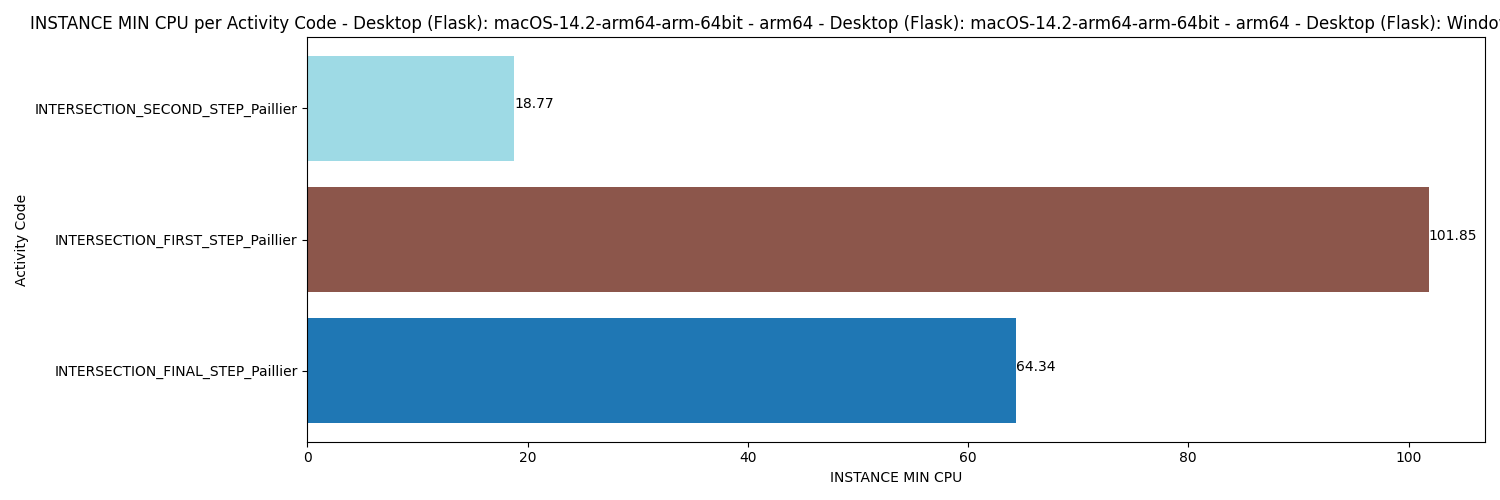 INSTANCE MIN CPU per Activity Code - Desktop (Flask): macOS-14.2-arm64-arm-64bit - arm64 - Desktop (Flask): macOS-14.2-arm64-arm-64bit - arm64 - Desktop (Flask):
INTERSECTION_SECOND_STEP_Paillier
18.77
INTERSECTION_FIRST_STEP_Paillier
101.85
INTERSECTION_FINAL_STEP_Paillier
64.34
Activity Code
0 20 40 60 80 100
INSTANCE MIN CPU